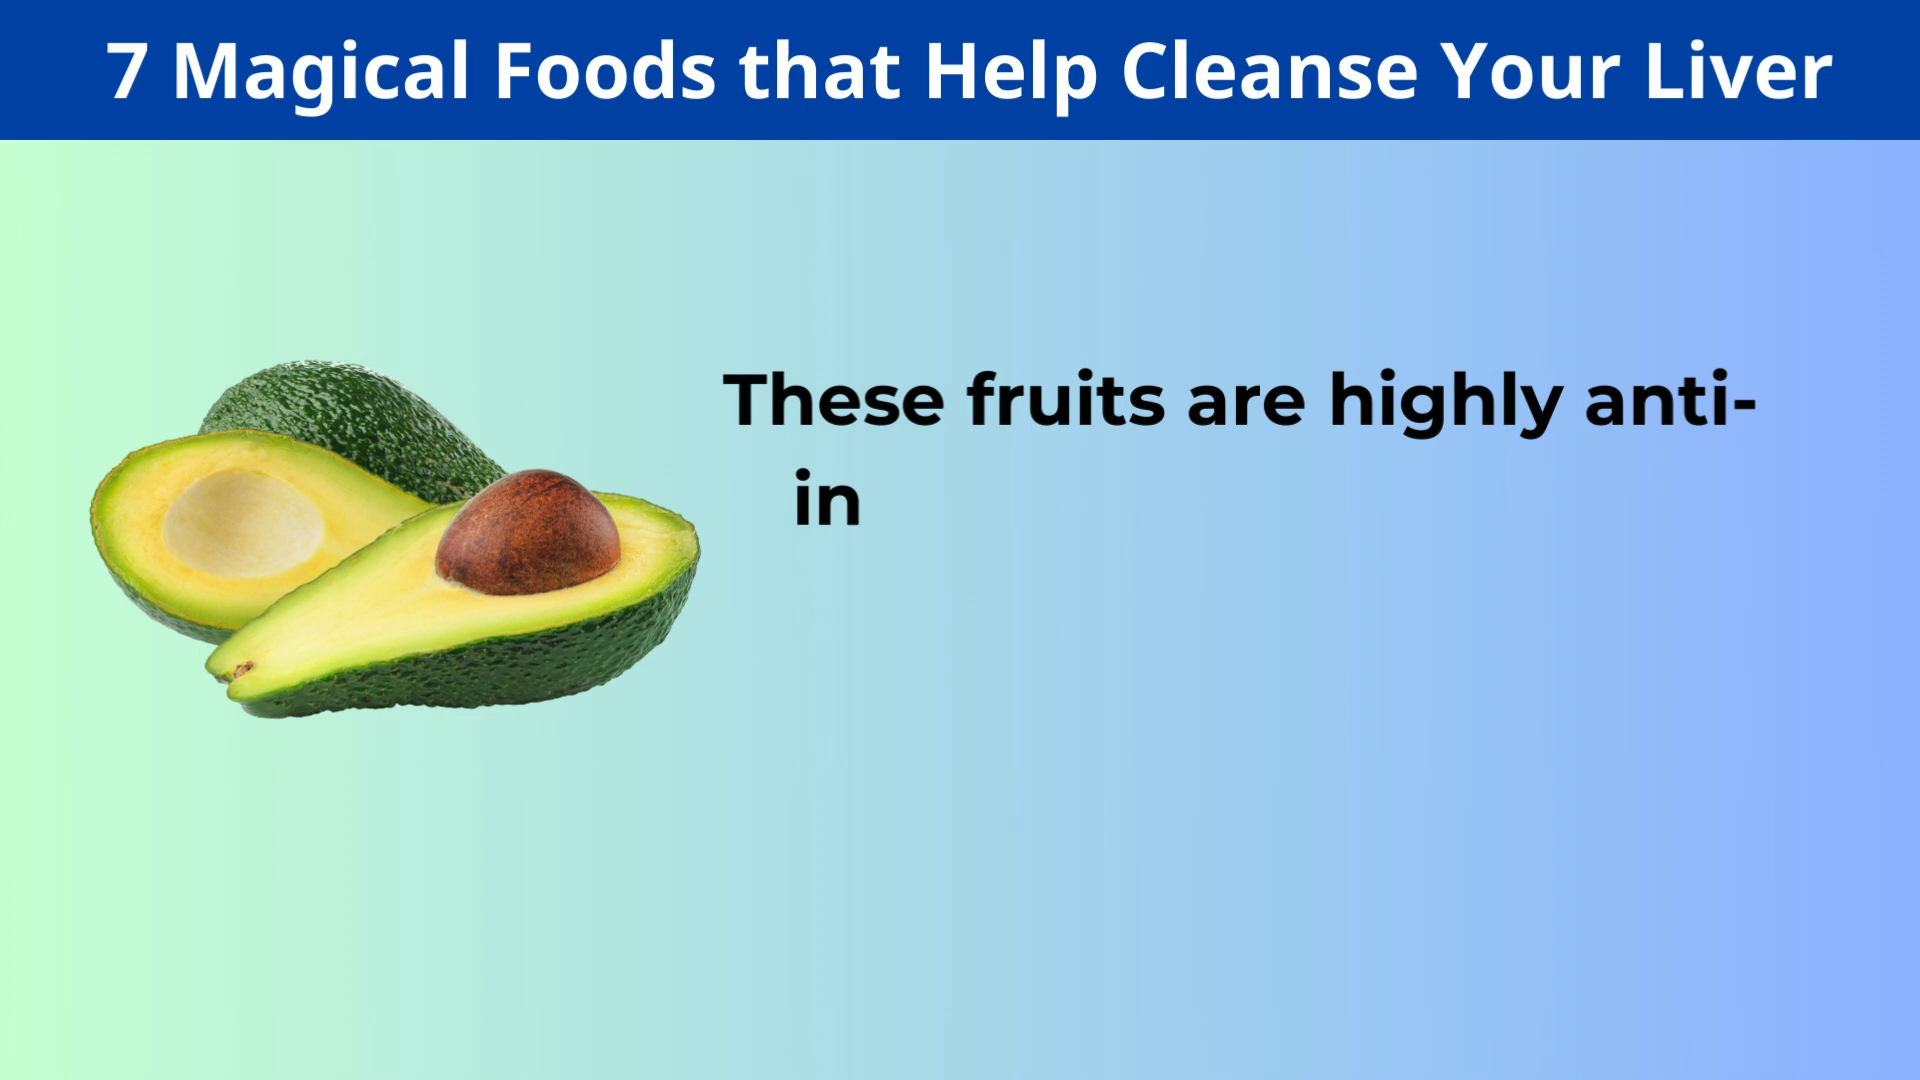 7 Magical Foods that Help Cleanse Your Liver
These fruits are highly anti-
in